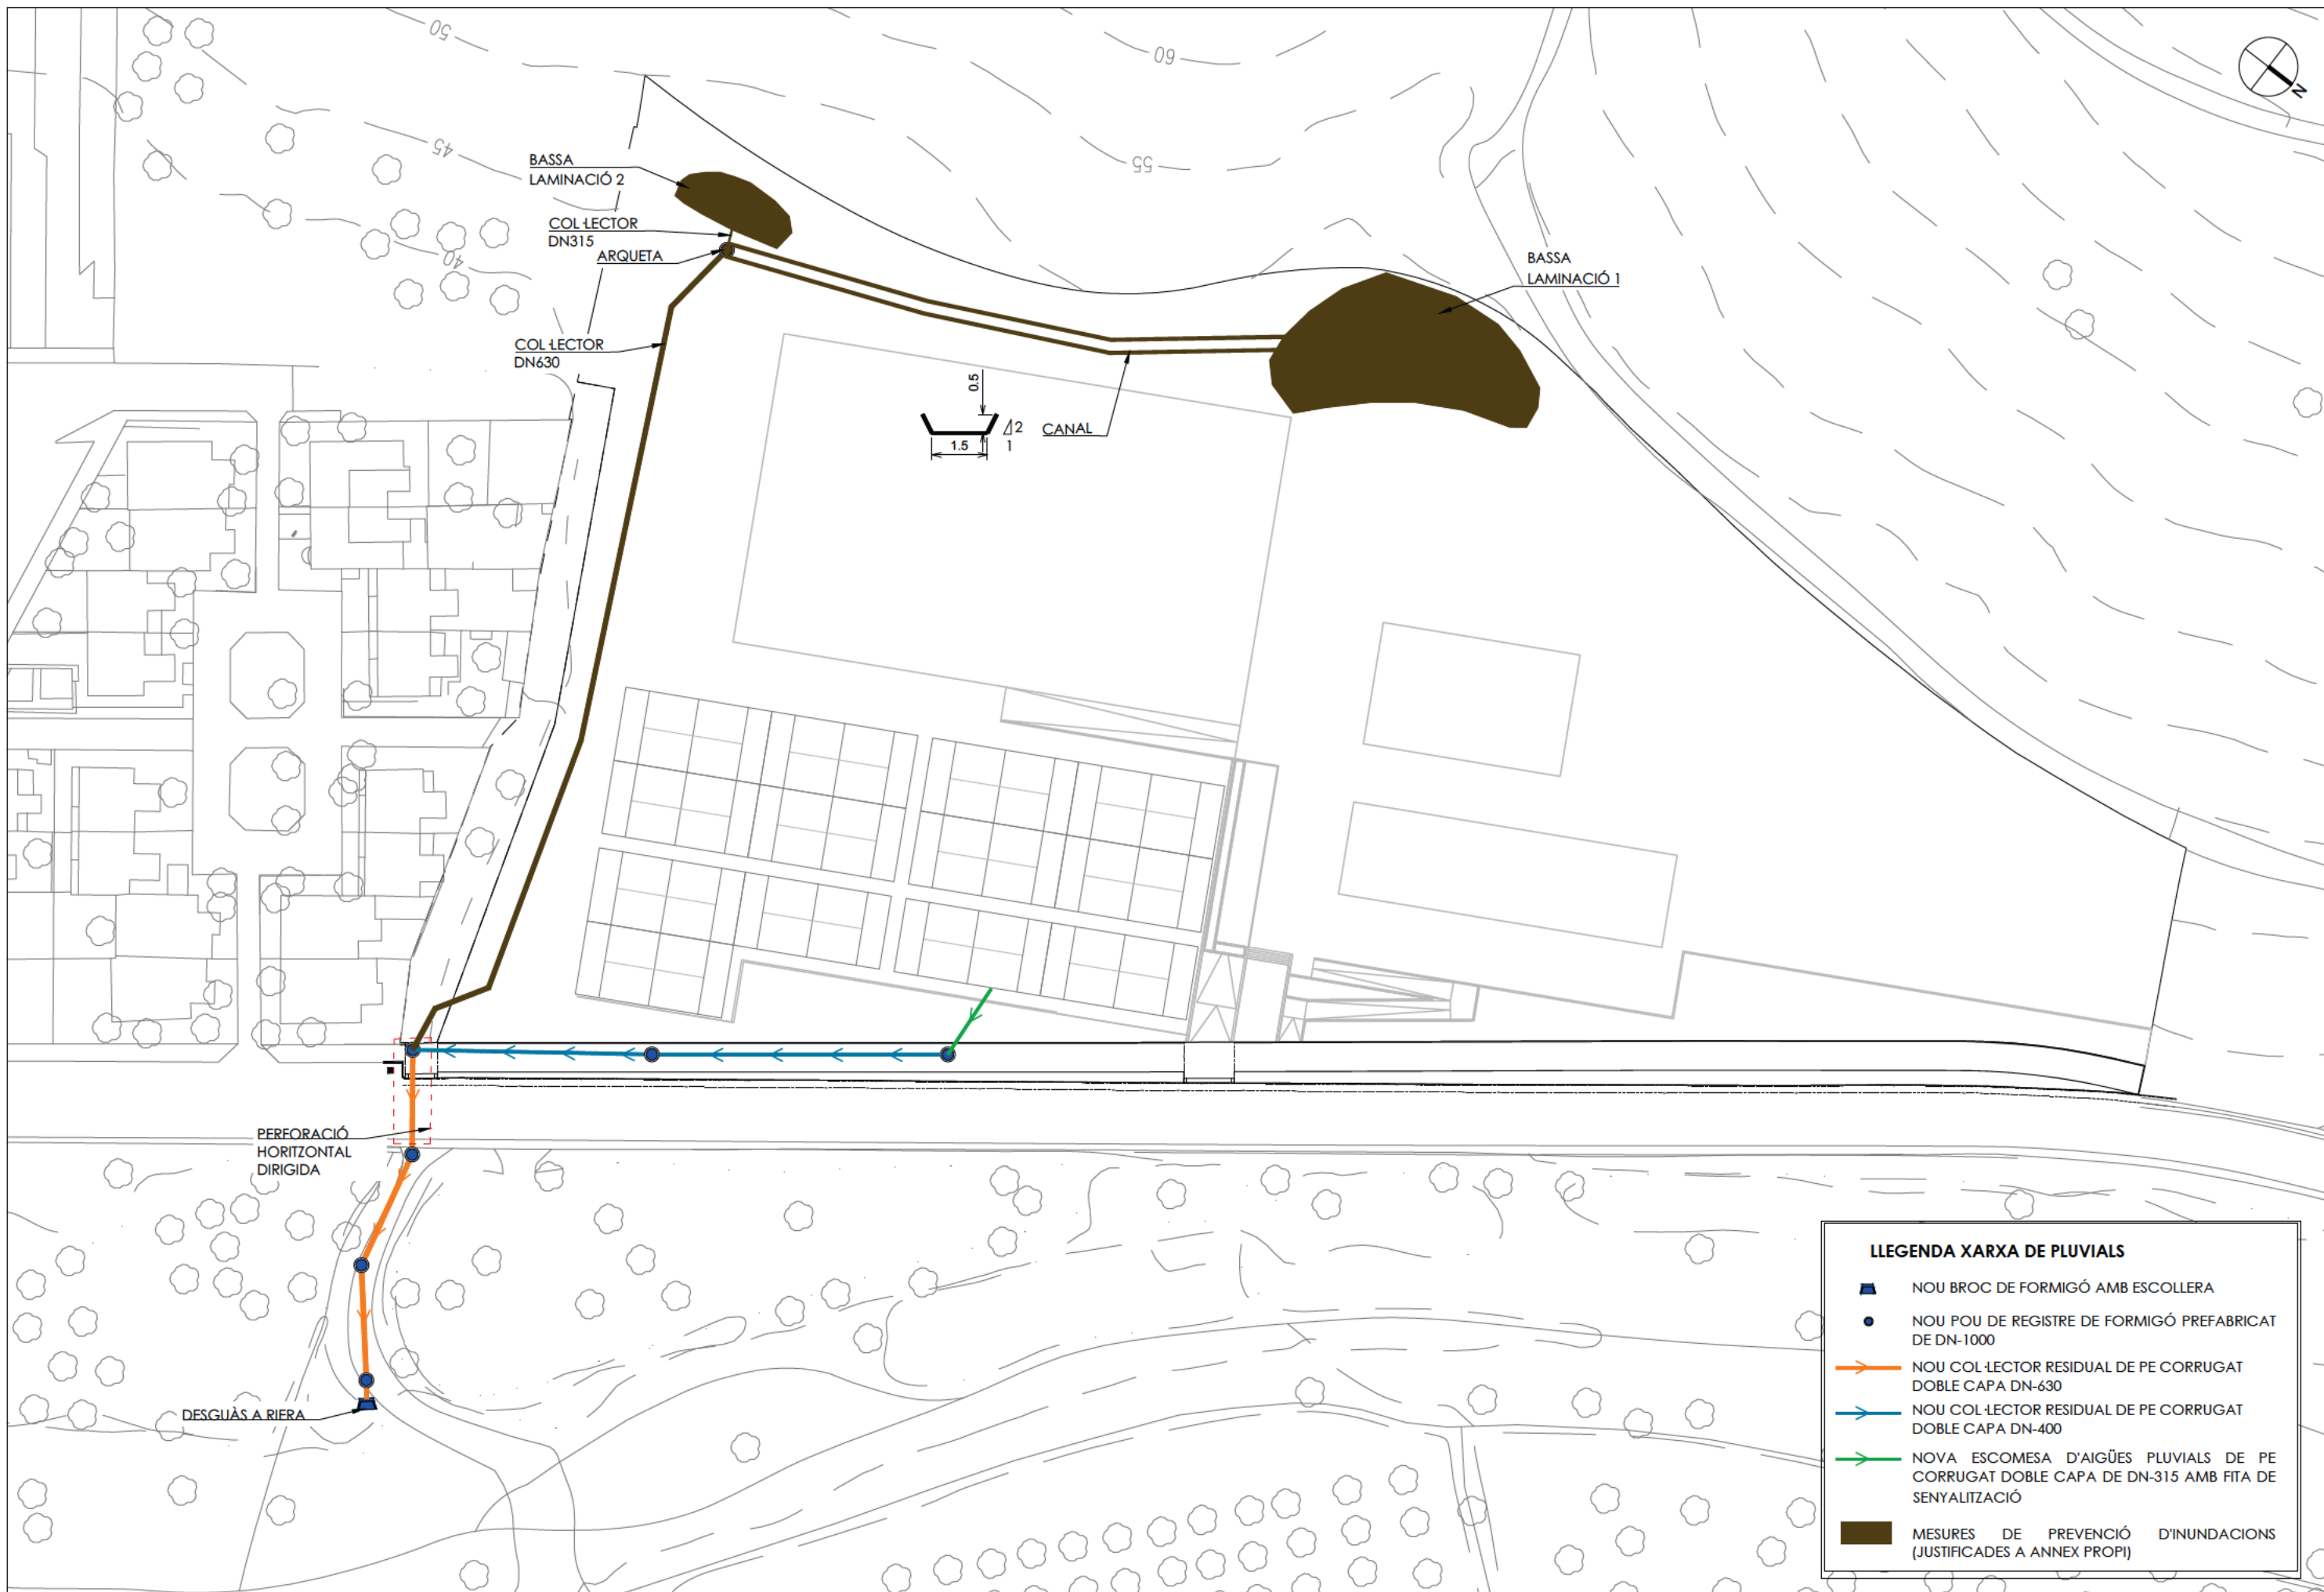 50
60
N
45
55
40
BASSA
LAMINACIÓ 2
COL·LECTOR
DN315
ARQUETA
BASSA
LAMINACIÓ 1
COL·LECTOR
DN630
0.5
1.5
2
1
CANAL
PERFORACIÓ
HORITZONTAL
DIRIGIDA
DESGUÀS A RIERA
LLEGENDA XARXA DE PLUVIALS
NOU BROC DE FORMIGÓ AMB ESCOLLERA
NOU POU DE REGISTRE DE FORMIGÓ PREFABRICAT
DE DN-1000
NOU COL·LECTOR RESIDUAL DE PE CORRUGAT
DOBLE CAPA DN-630
NOU COL·LECTOR RESIDUAL DE PE CORRUGAT
DOBLE CAPA DN-400
NOVA ESCOMESA D'AIGÜES PLUVIALS DE PE
CORRUGAT DOBLE CAPA DE DN-315 AMB FITA DE
SENYALITZACIÓ
MESURES DE PREVENCIÓ D'INUNDACIONS
(JUSTIFICADES A ANNEX PROPI)